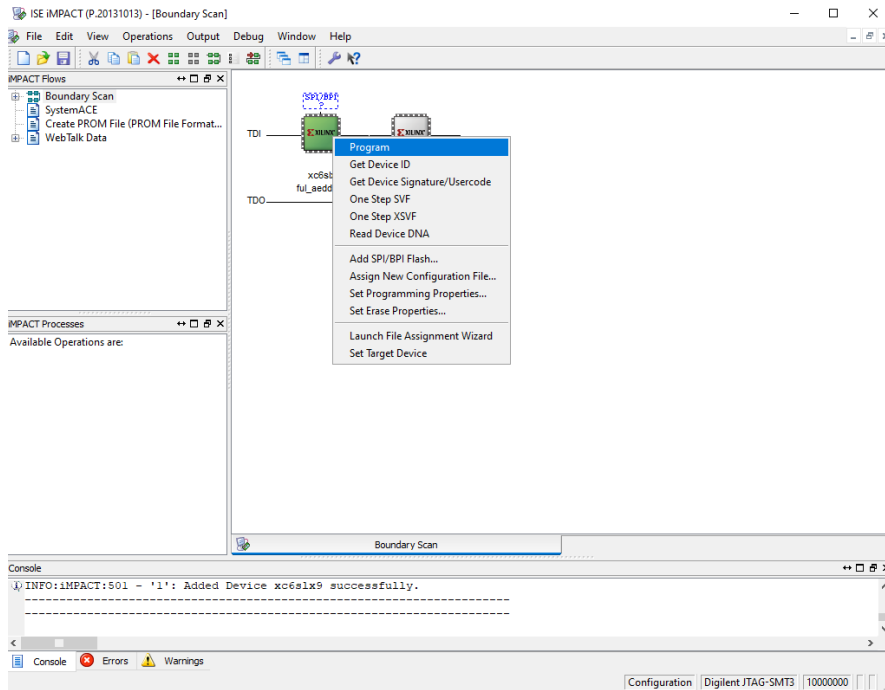 ISE iMPACT (P.20131013) - [Boundary Scan]
File Edit View Operations Output Debug Window Help
iMPACT Flows
Boundary Scan
SystemACE
Create PROM File (PROM File Format...
WebTalk Data
SPI/BPI
?
TDI
XILINX
XILINX
xc6sl
ful_aedd
TDO
Program
Get Device ID
Get Device Signature/Usercode
One Step SVF
One Step XSVF
Read Device DNA
Add SPI/BPI Flash...
Assign New Configuration File...
Set Programming Properties...
Set Erase Properties...
Launch File Assignment Wizard
Set Target Device
iMPACT Processes
Available Operations are:
Boundary Scan
Console
INFO:iMPACT:501 - '1': Added Device xc6slx9 successfully.
----------------------------------------------------------------------
----------------------------------------------------------------------
Console Errors Warnings
Configuration Digilent JTAG-SMT3 10000000